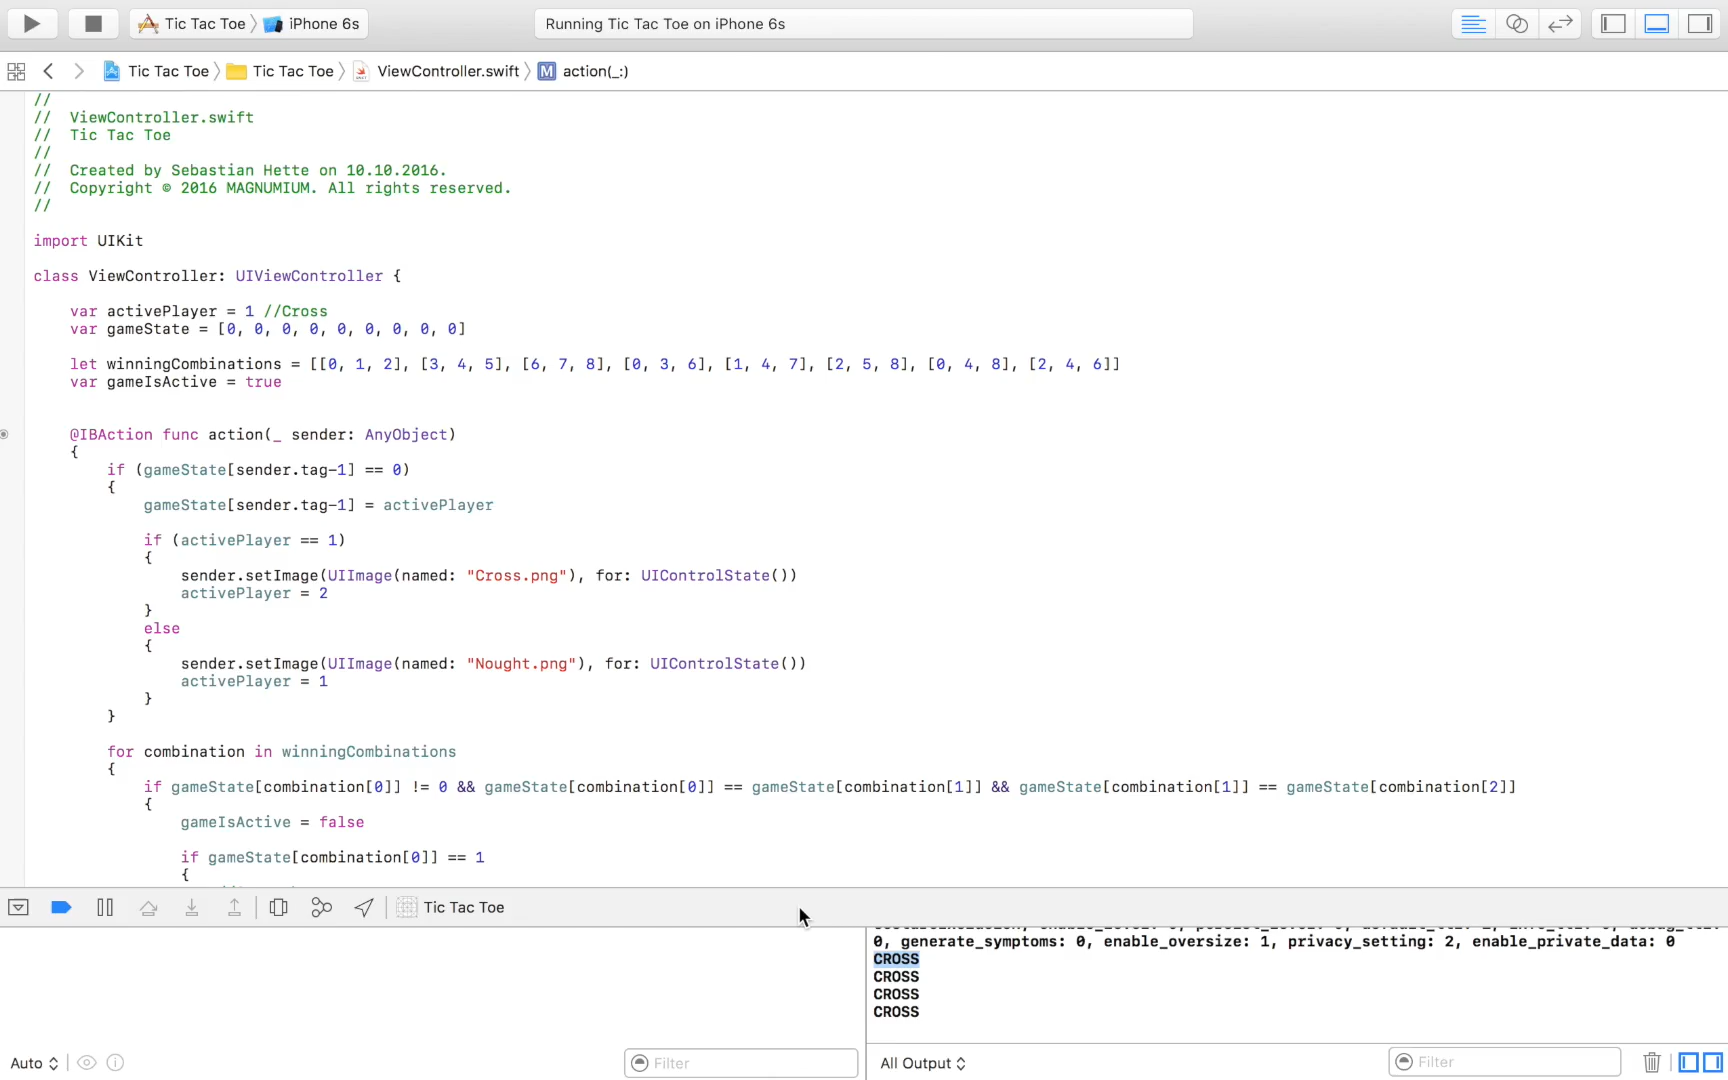 Tic Tac Toe 〉 iPhone 6s
Running Tic Tac Toe on iPhone 6s
Tic Tac Toe 〉 Tic Tac Toe 〉 ViewController.swift 〉 M action(_:)
//
//  ViewController.swift
//  Tic Tac Toe
//
//  Created by Sebastian Hette on 10.10.2016.
//  Copyright © 2016 MAGNUMIUM. All rights reserved.
//
import UIKit
class ViewController: UIViewController {
var activePlayer = 1 //Cross
var gameState = [0, 0, 0, 0, 0, 0, 0, 0, 0]
let winningCombinations = [[0, 1, 2], [3, 4, 5], [6, 7, 8], [0, 3, 6], [1, 4, 7], [2, 5, 8], [0, 4, 8], [2, 4, 6]]
var gameIsActive = true
@IBAction func action(_ sender: AnyObject)
{
if (gameState[sender.tag-1] == 0)
{
gameState[sender.tag-1] = activePlayer
if (activePlayer == 1)
{
sender.setImage(UIImage(named: "Cross.png"), for: UIControlState())
activePlayer = 2
}
else
{
sender.setImage(UIImage(named: "Nought.png"), for: UIControlState())
activePlayer = 1
}
}
for combination in winningCombinations
{
if gameState[combination[0]] != 0 && gameState[combination[0]] == gameState[combination[1]] && gameState[combination[1]] == gameState[combination[2]]
{
gameIsActive = false
if gameState[combination[0]] == 1
{
Tic Tac Toe
0, generate_symptoms: 0, enable_oversize: 1, privacy_setting: 2, enable_private_data: 0
CROSS
CROSS
CROSS
CROSS
Auto
Filter
All Output
Filter